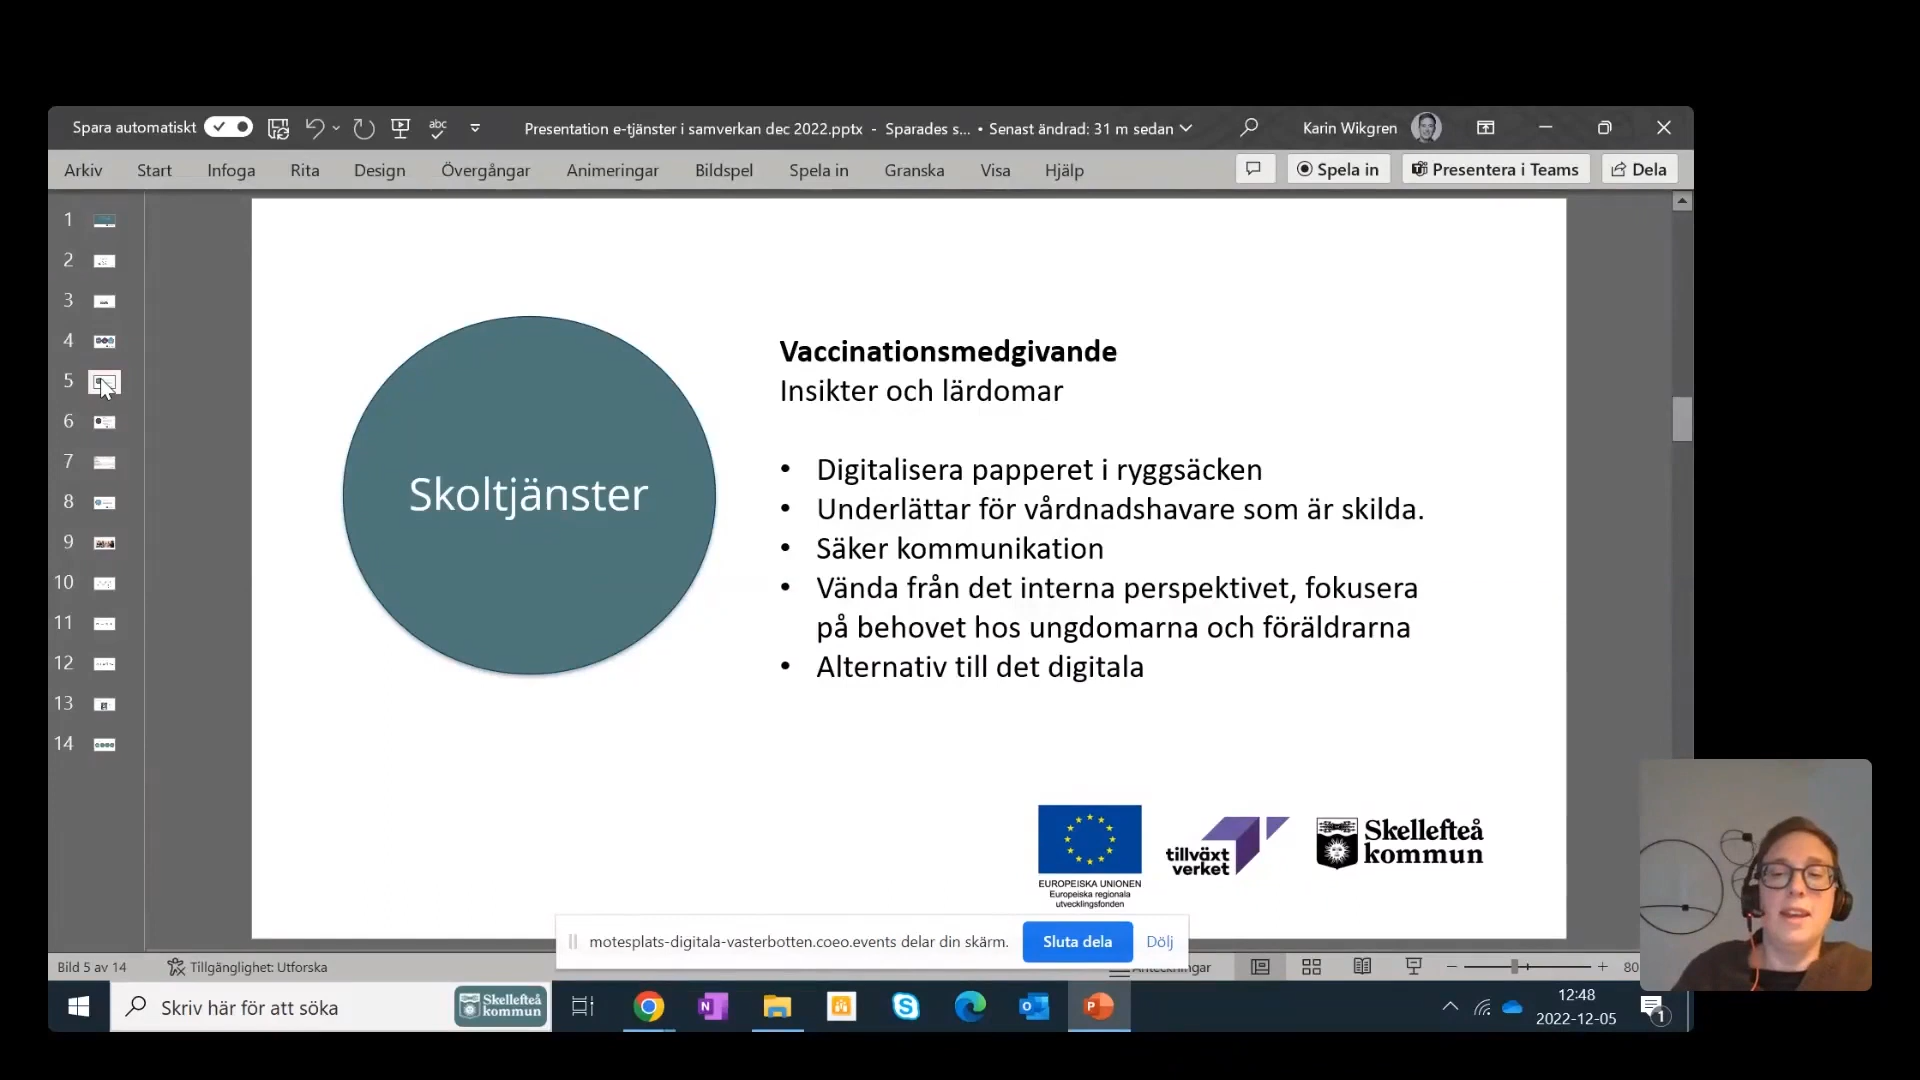 Spara automatiskt
abc
Presentation e-tjänster i samverkan dec 2022.pptx - Sparades s... • Senast ändrad: 31 m sedan
Karin Wikgren
Arkiv Start Infoga Rita Design Övergångar Animeringar Bildspel Spela in Granska Visa Hjälp
Spela in
Presentera i Teams
Dela
1
2
3
4
5
6
7
8
9
10
11
12
13
14
Skoltjänster
Vaccinationsmedgivande
Insikter och lärdomar
• Digitalisera papperet i ryggsäcken
• Underlättar för vårdnadshavare som är skilda.
• Säker kommunikation
• Vända från det interna perspektivet, fokusera
på behovet hos ungdomarna och föräldrarna
• Alternativ till det digitala
EUROPEISKA UNIONEN
Europeiska regionala
utvecklingsfonden
tillväxt
verket
Skellefteå
kommun
motesplats-digitala-vasterbotten.coeo.events delar din skärm.
Sluta dela
Dölj
Bild 5 av 14
Tillgänglighet: Utforska
80
Skriv här för att söka
Skellefteå
kommun
12:48
2022-12-05
1